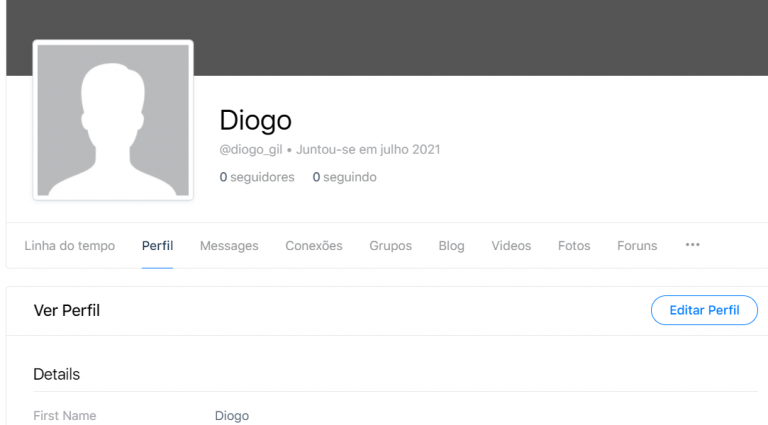 Diogo
@diogo_gil • Juntou-se em julho 2021
0 seguidores 0 seguindo
Linha do tempo Perfil Messages Conexões Grupos Blog Videos Fotos Foruns •••
Ver Perfil Editar Perfil
Details
First Name Diogo